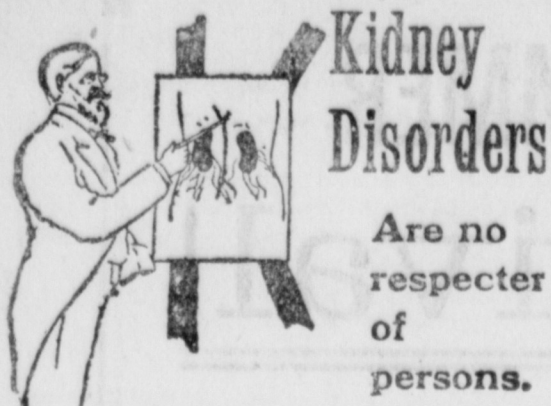 Kidney
Disorders
Are no
respecter
of
persons.